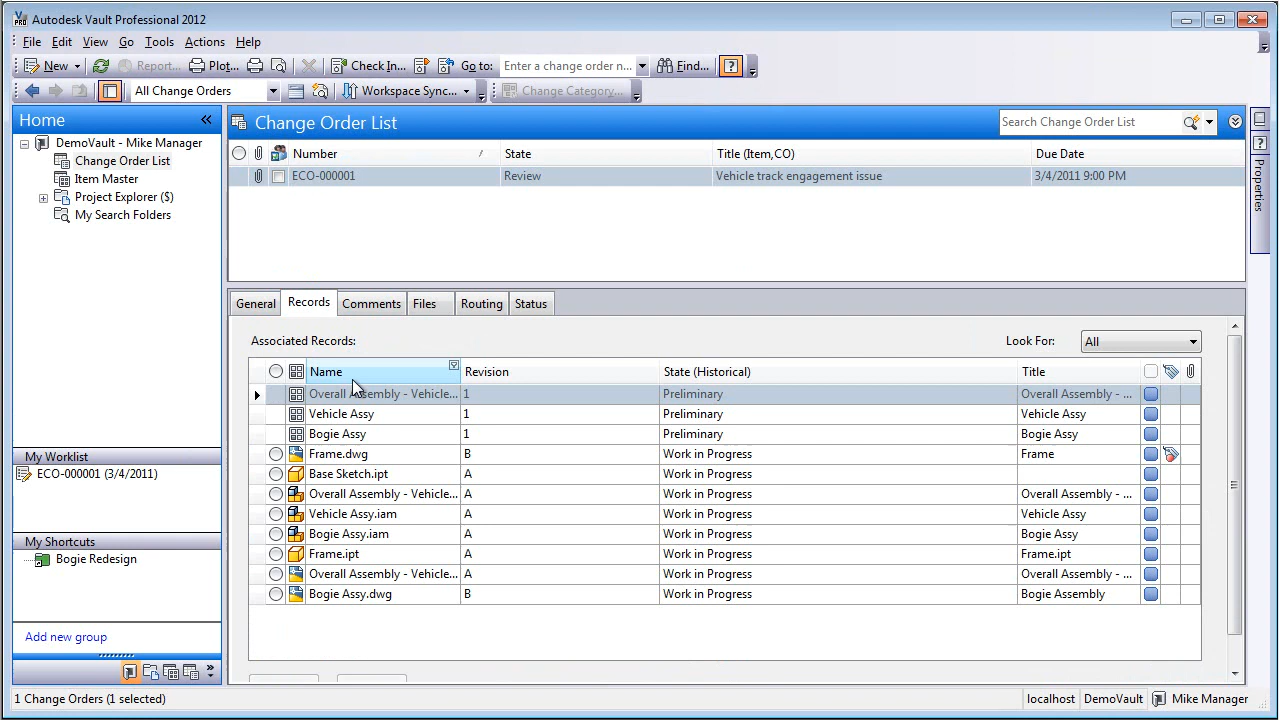 Autodesk Vault Professional 2012
File Edit View Go Tools Actions Help
New Report... Plot... Check In... Go to: Enter a change order n... Find...
All Change Orders Workspace Sync... Change Category...
Home
DemoVault - Mike Manager
Change Order List
Item Master
Project Explorer ($)
My Search Folders
My Worklist
ECO-000001 (3/4/2011)
My Shortcuts
Bogie Redesign
Add new group
Change Order List Search Change Order List
Number State Title (Item,CO) Due Date
ECO-000001 Review Vehicle track engagement issue 3/4/2011 9:00 PM
Properties
General Records Comments Files Routing Status
Associated Records: Look For: All
Name Revision State (Historical) Title
Overall Assembly - Vehicle... 1 Preliminary Overall Assembly - ...
Vehicle Assy 1 Preliminary Vehicle Assy
Bogie Assy 1 Preliminary Bogie Assy
Frame.dwg B Work in Progress Frame
Base Sketch.ipt A Work in Progress
Overall Assembly - Vehicle... A Work in Progress Overall Assembly - ...
Vehicle Assy.iam A Work in Progress Vehicle Assy
Bogie Assy.iam A Work in Progress Bogie Assy
Frame.ipt A Work in Progress Frame.ipt
Overall Assembly - Vehicle... A Work in Progress Overall Assembly - ...
Bogie Assy.dwg B Work in Progress Bogie Assembly
1 Change Orders (1 selected) localhost DemoVault Mike Manager